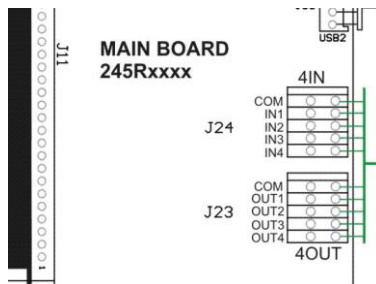 USB2
J11
MAIN BOARD
245Rxxxx
4IN
J24
COM
IN1
IN2
IN3
IN4
J23
COM
OUT1
OUT2
OUT3
OUT4
4OUT
1